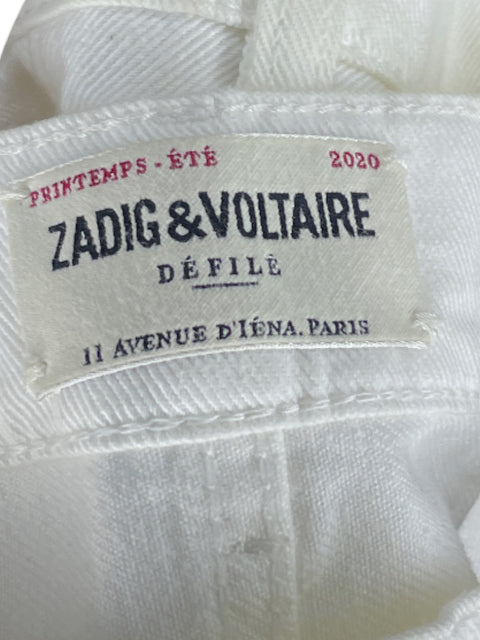 PRINTEMPS - ÉTÉ 2020
ZADIG & VOLTAIRE
DÉFILÉ
11 AVENUE D'IÉNA. PARIS